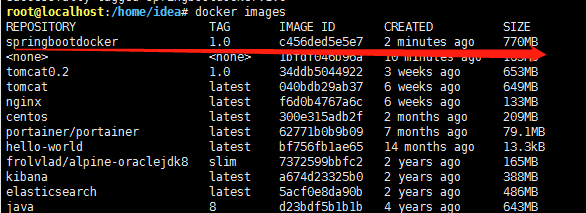 root@localhost:/home/idea# docker images
REPOSITORY TAG IMAGE ID CREATED SIZE
springbootdocker 1.0 c456ded5e5e7 2 minutes ago 770MB
<none> <none> 1bfdf046b96a 10 minutes ago
tomcat0.2 1.0 34ddb5044922 3 weeks ago 653MB
tomcat latest 040bdb29ab37 6 weeks ago 649MB
nginx latest f6d0b4767a6c 6 weeks ago 133MB
centos latest 300e315adb2f 2 months ago 209MB
portainer/portainer latest 62771b0b9b09 7 months ago 79.1MB
hello-world latest bf756fb1ae65 14 months ago 13.3kB
frolvlad/alpine-oraclejdk8 slim 7372599bbfc2 2 years ago 165MB
kibana latest a674d23325b0 2 years ago 388MB
elasticsearch latest 5acf0e8da90b 2 years ago 486MB
java 8 d23bdf5b1b1b 4 years ago 643MB